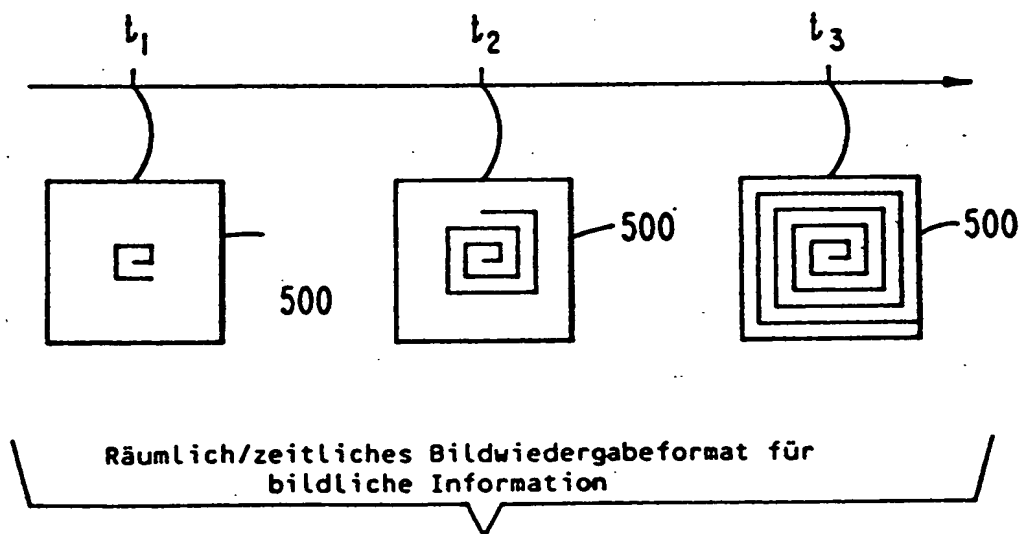 t1 t2 t3
500 500 500
Räumlich/zeitliches Bildwiedergabeformat für
bildliche Information